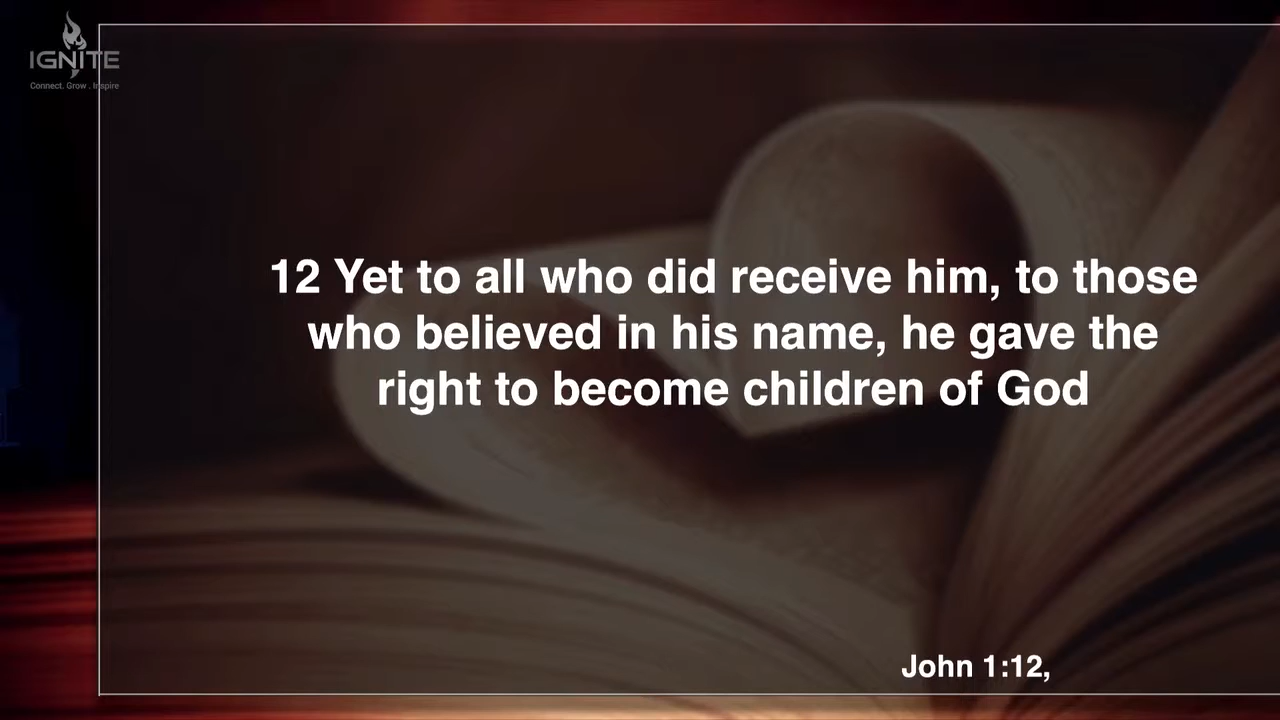 IGNITE
Connect. Grow . Inspire
12 Yet to all who did receive him, to those
who believed in his name, he gave the
right to become children of God
John 1:12,